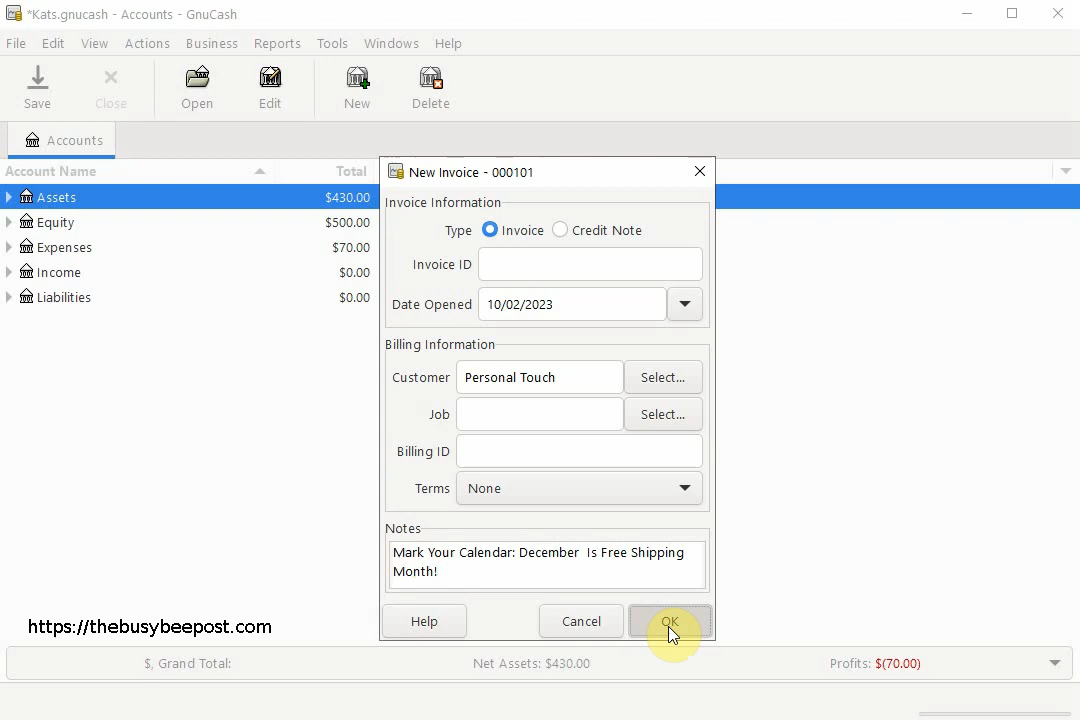 *Kats.gnucash - Accounts - GnuCash
File Edit View Actions Business Reports Tools Windows Help
Save Close Open Edit New Delete
Accounts
Account Name Total
Assets $430.00
Equity $500.00
Expenses $70.00
Income $0.00
Liabilities $0.00
New Invoice - 000101
Invoice Information
Type Invoice Credit Note
Invoice ID
Date Opened 10/02/2023
Billing Information
Customer Personal Touch Select...
Job Select...
Billing ID
Terms None
Notes
Mark Your Calendar: December  Is Free Shipping
Month!
Help Cancel OK
https://thebusybeepost.com
$, Grand Total: Net Assets: $430.00 Profits: $(70.00)